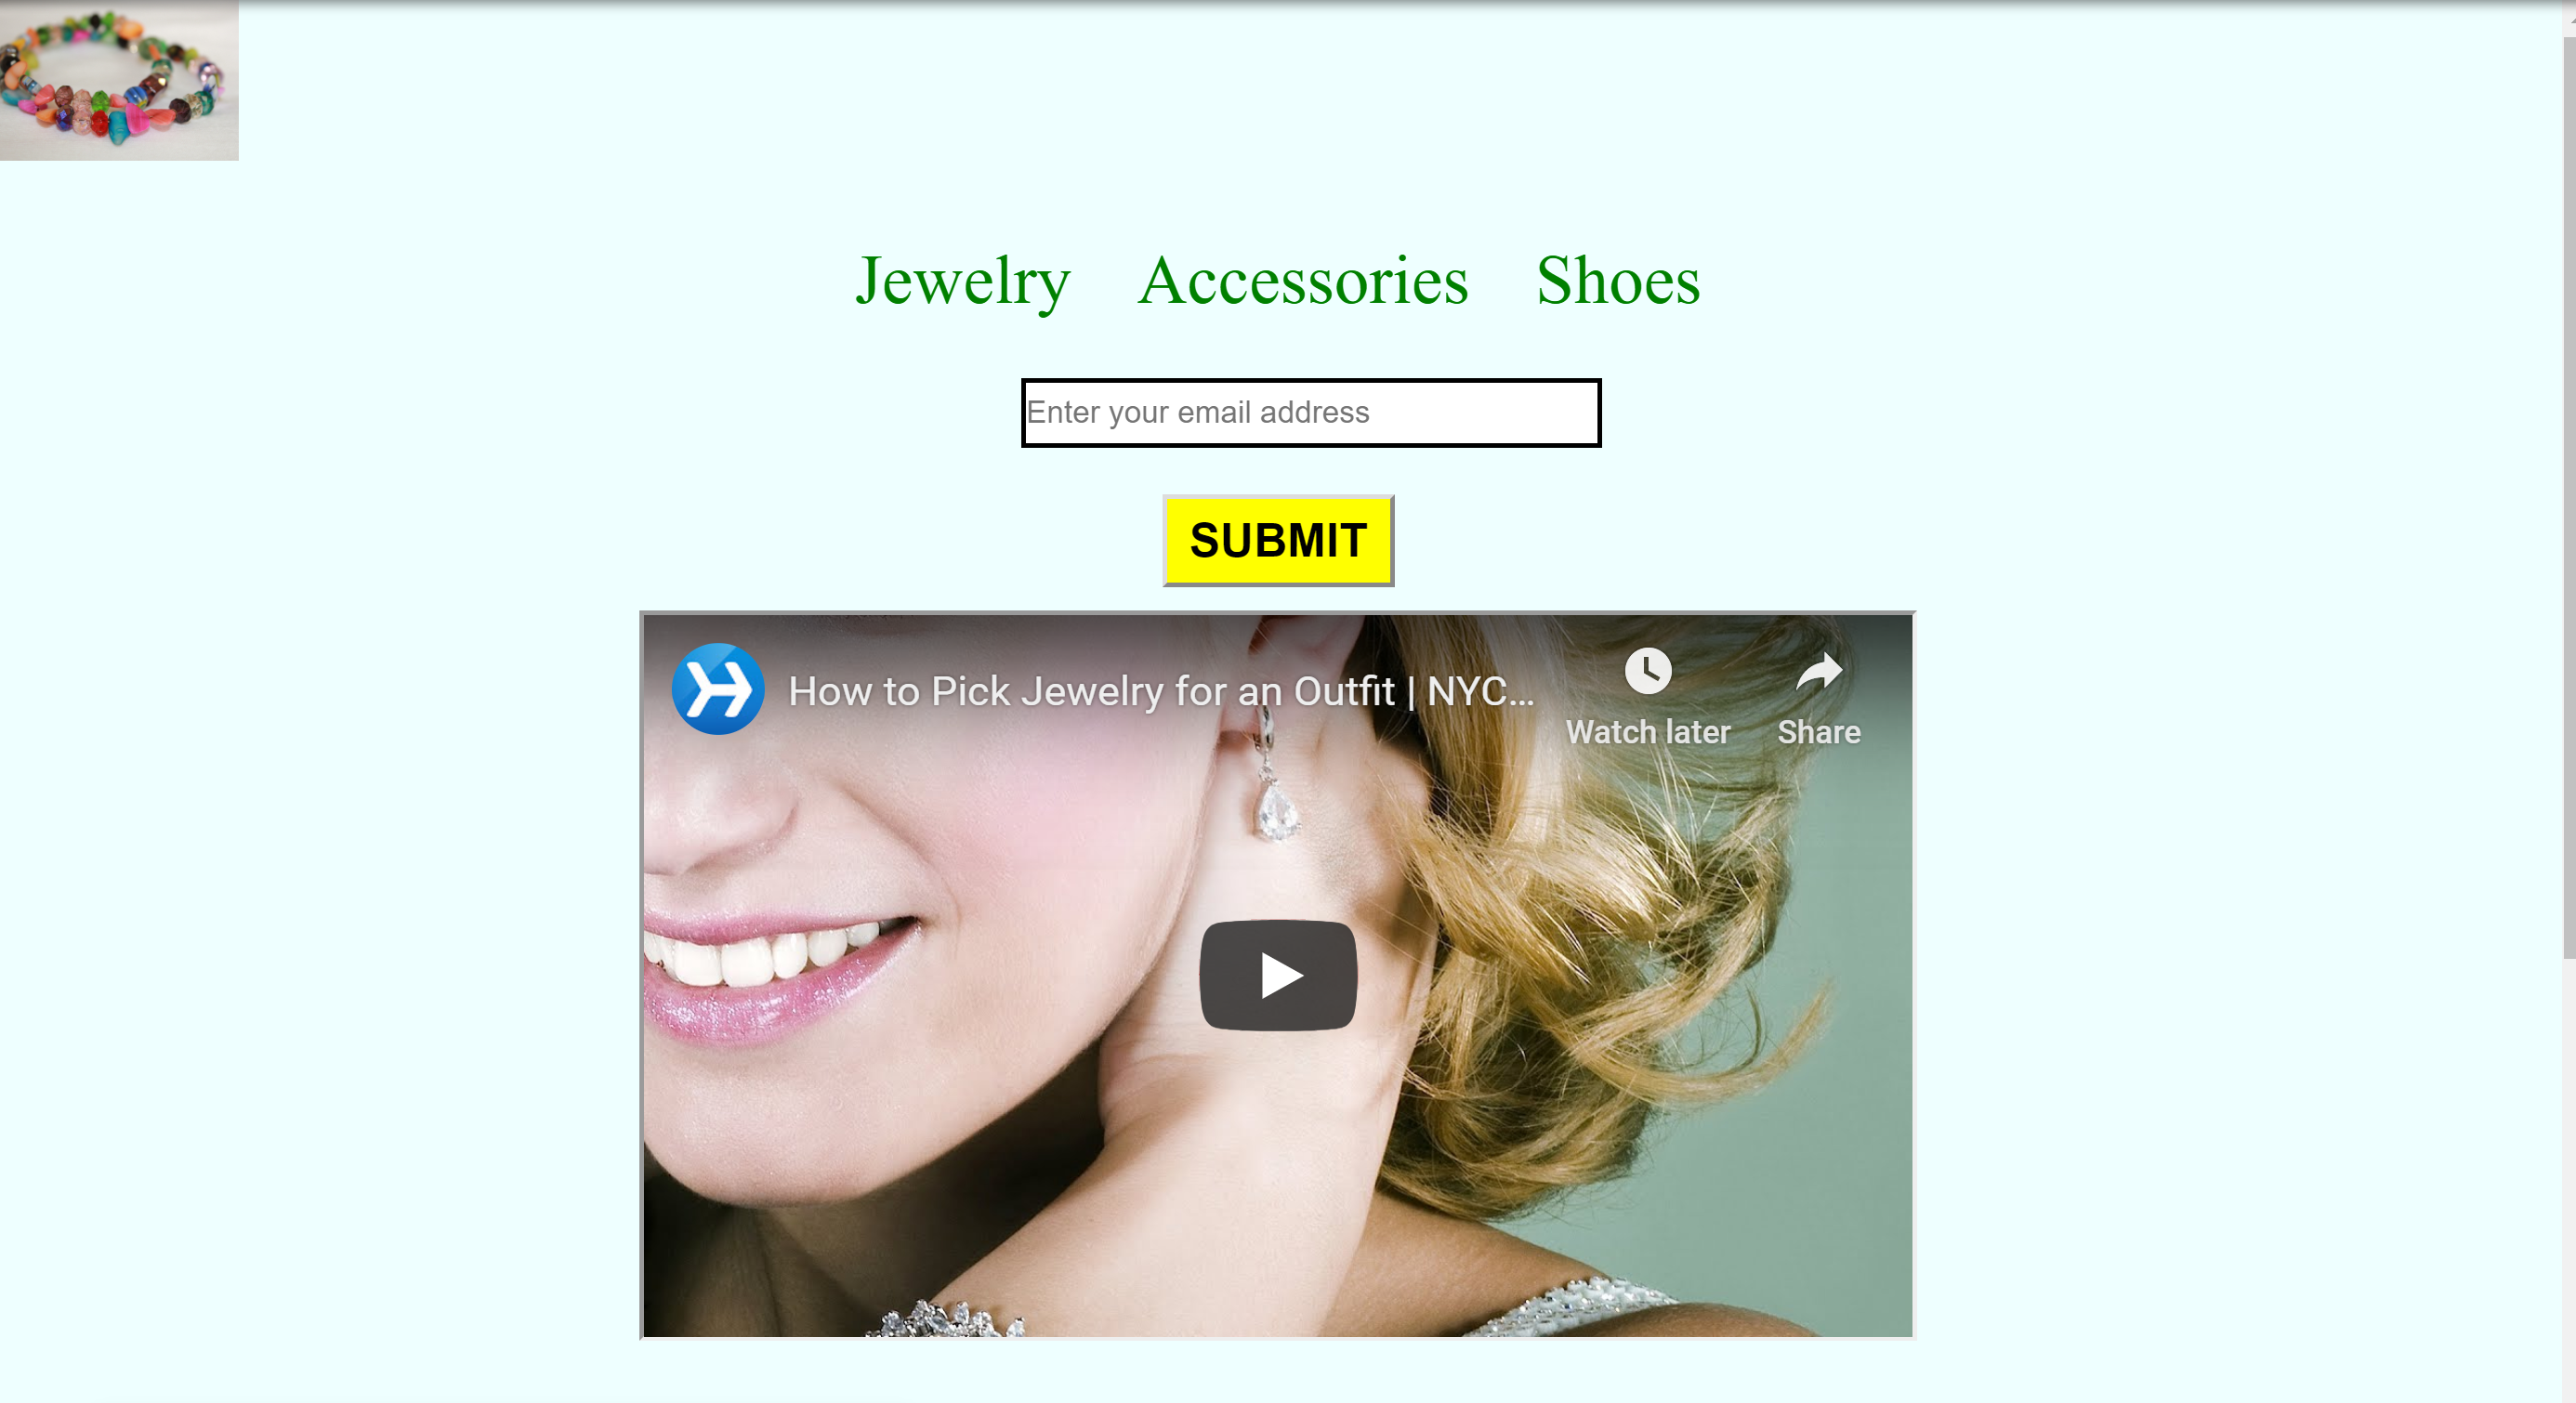 Jewelry Accessories Shoes
Enter your email address
SUBMIT
How to Pick Jewelry for an Outfit | NYC...
Watch later
Share